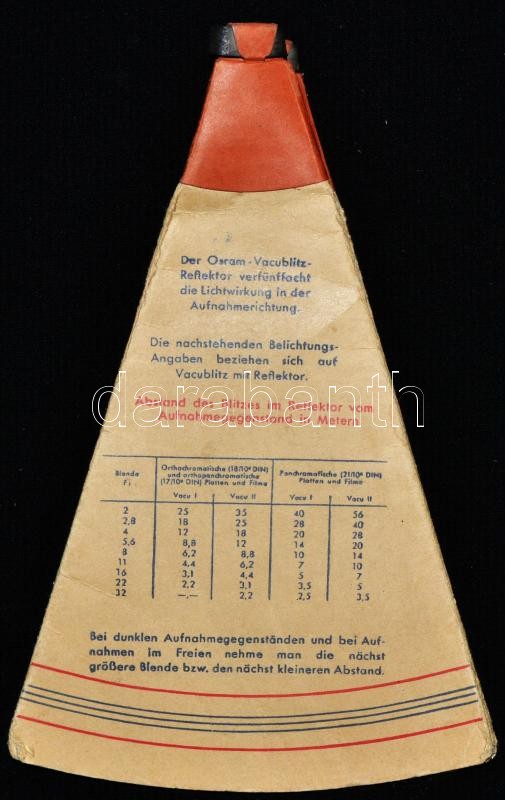 Der Osram-Vacublitz-
Reflektor verfünffacht
die Lichtwirkung in der
Aufnahmerichtung.
Die nachstehenden Belichtungs-
Angaben beziehen sich auf
Vacublitz mit Reflektor.
darabanth
Abstand des Blitzes im Reflektor vom
Aufnahmegegenstand in Metern
Blende F: Orthochromatische (18/10° DIN) Panchromatische (21/10° DIN)
und orthopanchromatische Platten und Filme
(17/10° DIN) Platten und Filme
Vacu I Vacu II Vacu I Vacu II
2 25 35 40 56
2,8 18 25 28 40
4 12 18 20 28
5,6 8,8 12 14 20
8 6,2 8,8 10 14
11 4,4 6,2 7 10
16 3,1 4,4 5 7
22 2,2 3,1 3,5 5
32 —,— 2,2 2,5 3,5
Bei dunklen Aufnahmegegenständen und bei Auf-
nahmen im Freien nehme man die nächst
größere Blende bzw. den nächst kleineren Abstand.